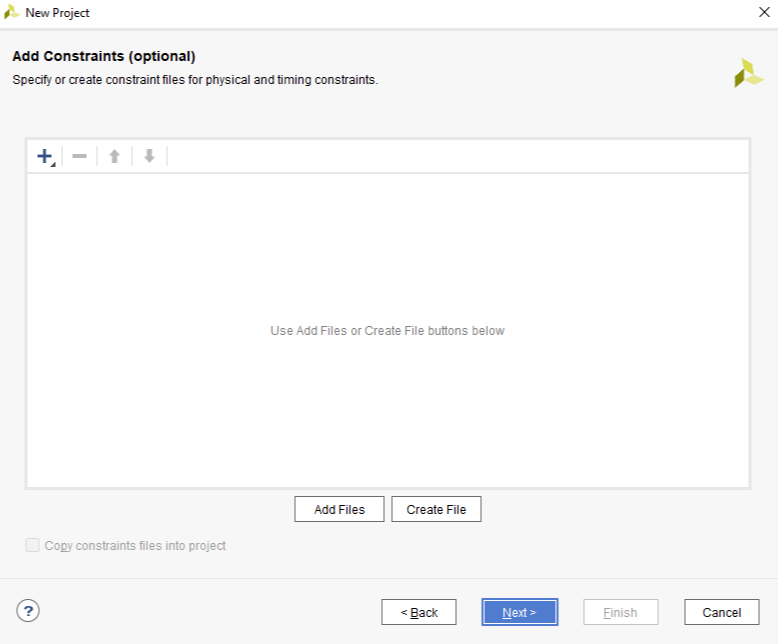 New Project
Add Constraints (optional)
Specify or create constraint files for physical and timing constraints.
Use Add Files or Create File buttons below
Add Files
Create File
Copy constraints files into project
?
< Back
Next >
Finish
Cancel